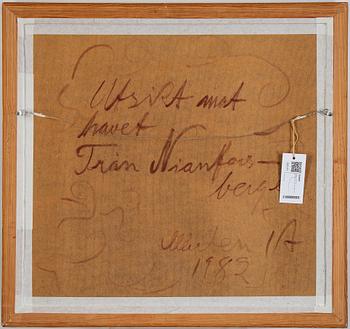 Utsikt mot
havet
Från Nianfors-
berget
1982